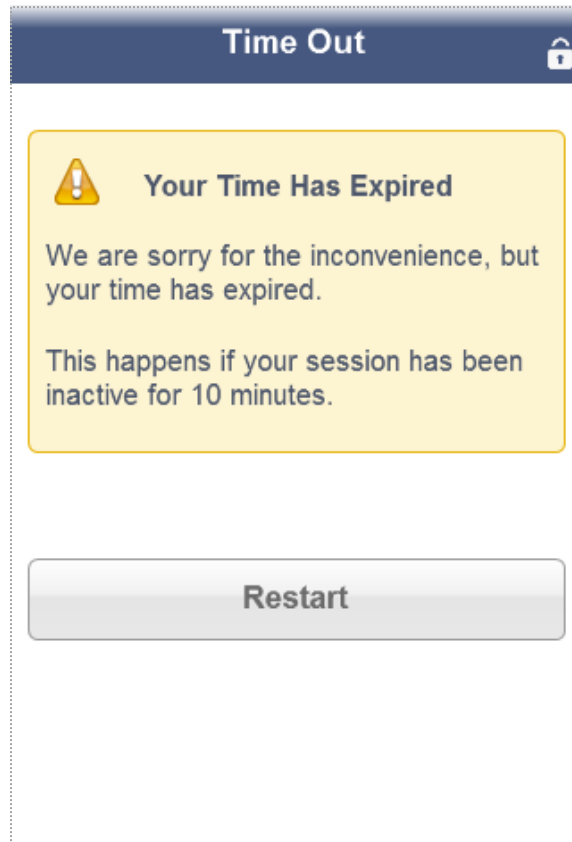 Time Out
Your Time Has Expired
We are sorry for the inconvenience, but
your time has expired.
This happens if your session has been
inactive for 10 minutes.
Restart